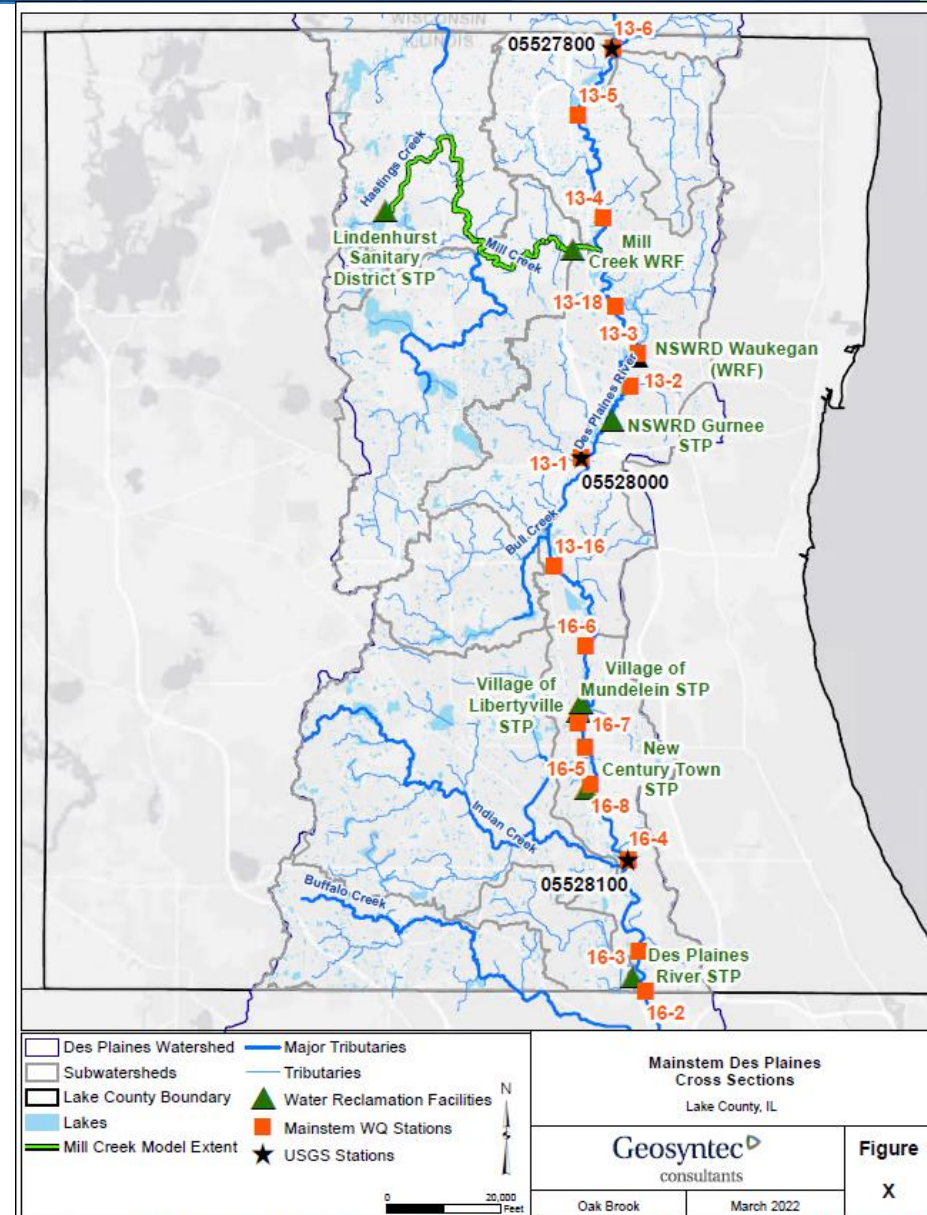 WISCONSIN
ILLINOIS
13-6
05527800
13-5
Hastings Creek
13-4
Lindenhurst
Sanitary
District STP
Mill Creek
Mill
Creek WRF
13-18
13-3
NSWRD Waukegan
(WRF)
13-2
Des Plaines River
NSWRD Gurnee
STP
13-1
05528000
Bull Creek
13-16
16-6
Village of
Mundelein STP
Village of
Libertyville
STP
16-7
New
Century Town
STP
16-5
16-8
Indian Creek
16-4
05528100
Buffalo Creek
16-3
Des Plaines
River STP
16-2
Des Plaines Watershed
Subwatersheds
Lake County Boundary
Lakes
Mill Creek Model Extent
Major Tributaries
Tributaries
Water Reclamation Facilities
Mainstem WQ Stations
USGS Stations
N
0 20,000
Feet
Mainstem Des Plaines
Cross Sections
Lake County, IL
Geosyntec
consultants
Oak Brook
March 2022
Figure
X